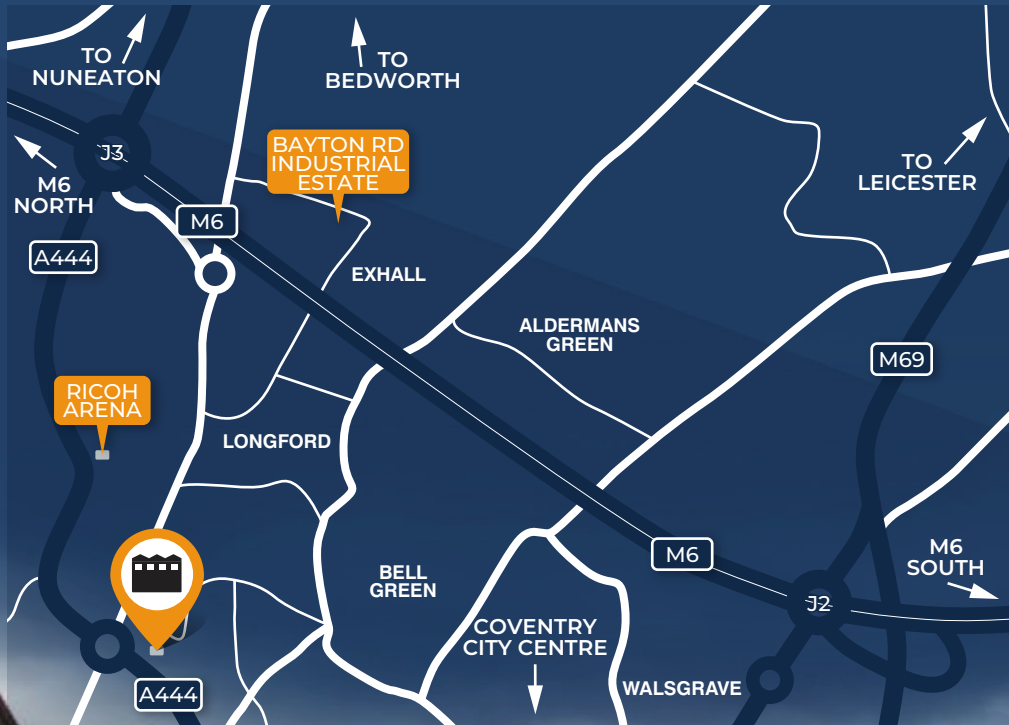 TO
NUNEATON
TO
BEDWORTH
J3
BAYTON RD
INDUSTRIAL
ESTATE
TO
LEICESTER
M6
NORTH
M6
A444
EXHALL
ALDERMANS
GREEN
M69
RICOH
ARENA
LONGFORD
M6
M6
SOUTH
BELL
GREEN
J2
COVENTRY
CITY CENTRE
WALSGRAVE
A444